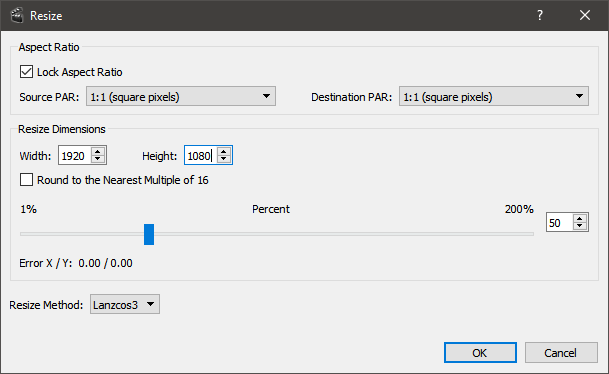 Resize
Aspect Ratio
Lock Aspect Ratio
Source PAR: 1:1 (square pixels) Destination PAR: 1:1 (square pixels)
Resize Dimensions
Width: 1920 Height: 1080
Round to the Nearest Multiple of 16
1% Percent 200%
50
Error X / Y: 0.00 / 0.00
Resize Method: Lanzcos3
OK Cancel